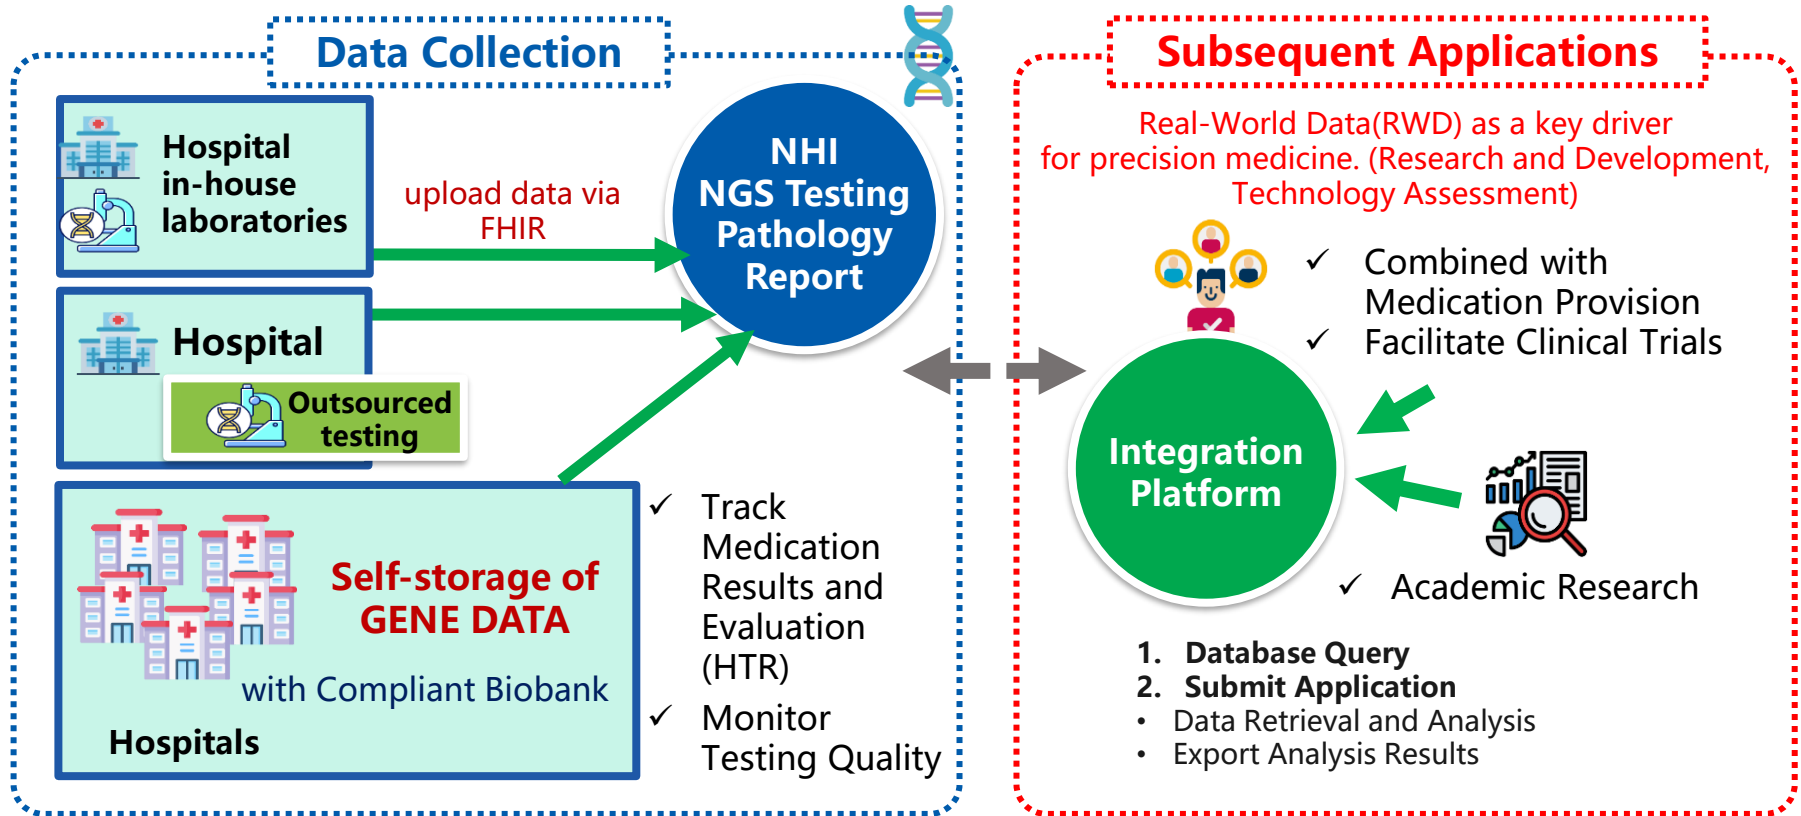 Data Collection
Hospital
in-house
laboratories
upload data via
FHIR
NHI
NGS Testing
Pathology
Report
Hospital
Outsourced
testing
Self-storage of
GENE DATA
with Compliant Biobank
Hospitals
✓ Track
Medication
Results and
Evaluation
(HTR)
✓ Monitor
Testing Quality
Subsequent Applications
Real-World Data(RWD) as a key driver
for precision medicine. (Research and Development,
Technology Assessment)
✓ Combined with
Medication Provision
✓ Facilitate Clinical Trials
Integration
Platform
✓ Academic Research
1. Database Query
2. Submit Application
• Data Retrieval and Analysis
• Export Analysis Results